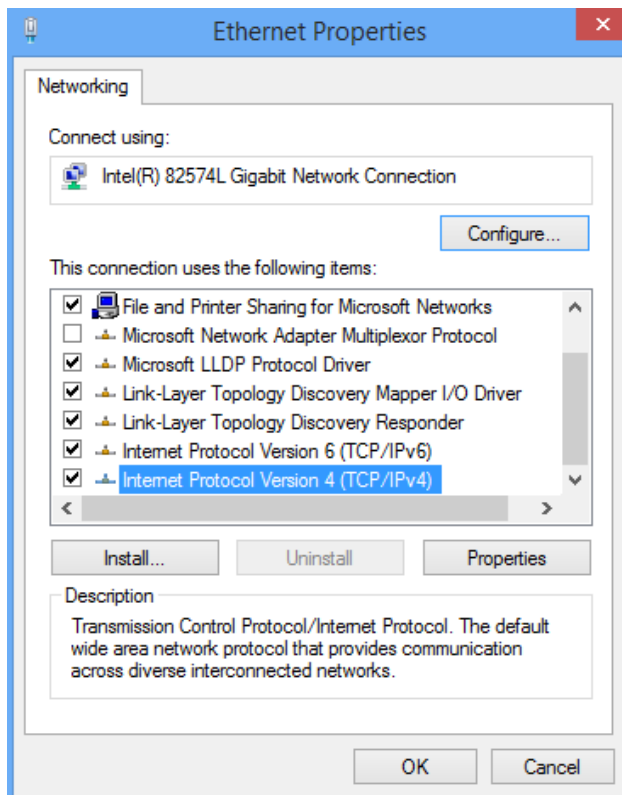 Ethernet Properties
Networking
Connect using:
Intel(R) 82574L Gigabit Network Connection
Configure...
This connection uses the following items:
File and Printer Sharing for Microsoft Networks
Microsoft Network Adapter Multiplexor Protocol
Microsoft LLDP Protocol Driver
Link-Layer Topology Discovery Mapper I/O Driver
Link-Layer Topology Discovery Responder
Internet Protocol Version 6 (TCP/IPv6)
Internet Protocol Version 4 (TCP/IPv4)
Install... Uninstall Properties
Description
Transmission Control Protocol/Internet Protocol. The default
wide area network protocol that provides communication
across diverse interconnected networks.
OK Cancel